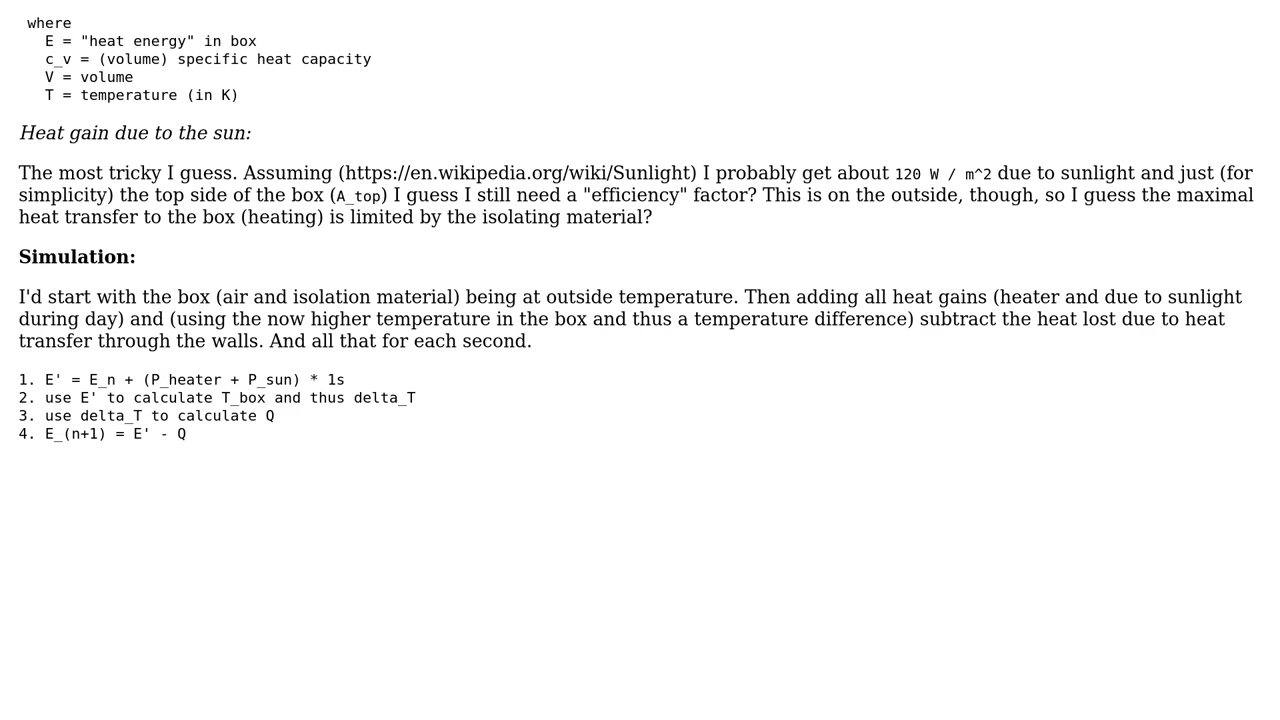 where
E = "heat energy" in box
c_v = (volume) specific heat capacity
V = volume
T = temperature (in K)
Heat gain due to the sun:
The most tricky I guess. Assuming (https://en.wikipedia.org/wiki/Sunlight) I probably get about 120 W / m^2 due to sunlight and just (for
simplicity) the top side of the box (A_top) I guess I still need a "efficiency" factor? This is on the outside, though, so I guess the maximal
heat transfer to the box (heating) is limited by the isolating material?
Simulation:
I'd start with the box (air and isolation material) being at outside temperature. Then adding all heat gains (heater and due to sunlight
during day) and (using the now higher temperature in the box and thus a temperature difference) subtract the heat lost due to heat
transfer through the walls. And all that for each second.
1. E' = E_n + (P_heater + P_sun) * 1s
2. use E' to calculate T_box and thus delta_T
3. use delta_T to calculate Q
4. E_(n+1) = E' - Q